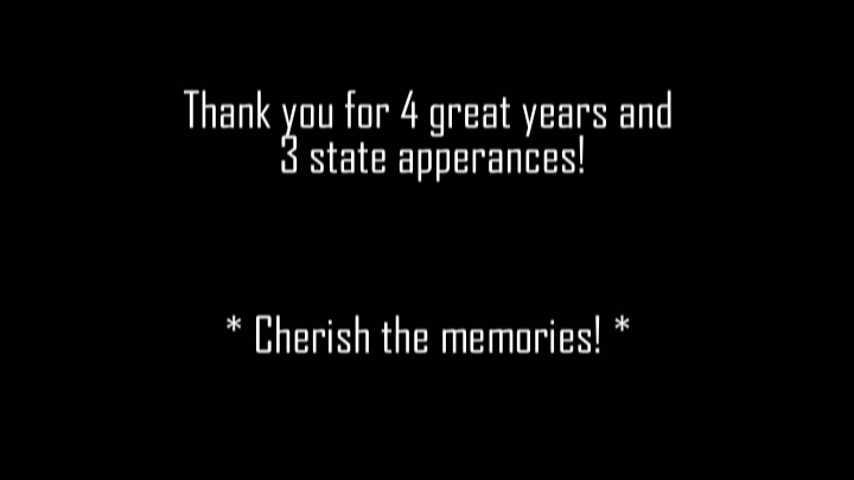 Thank you for 4 great years and
3 state apperances!
* Cherish the memories! *